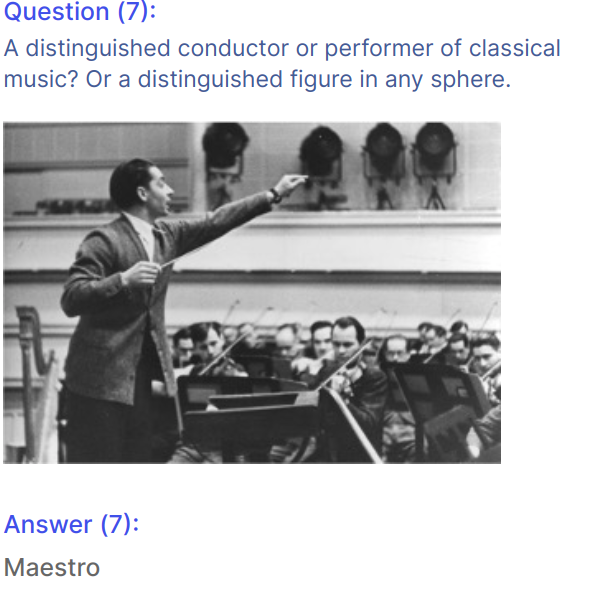 Question (7):
A distinguished conductor or performer of classical
music? Or a distinguished figure in any sphere.
Answer (7):
Maestro